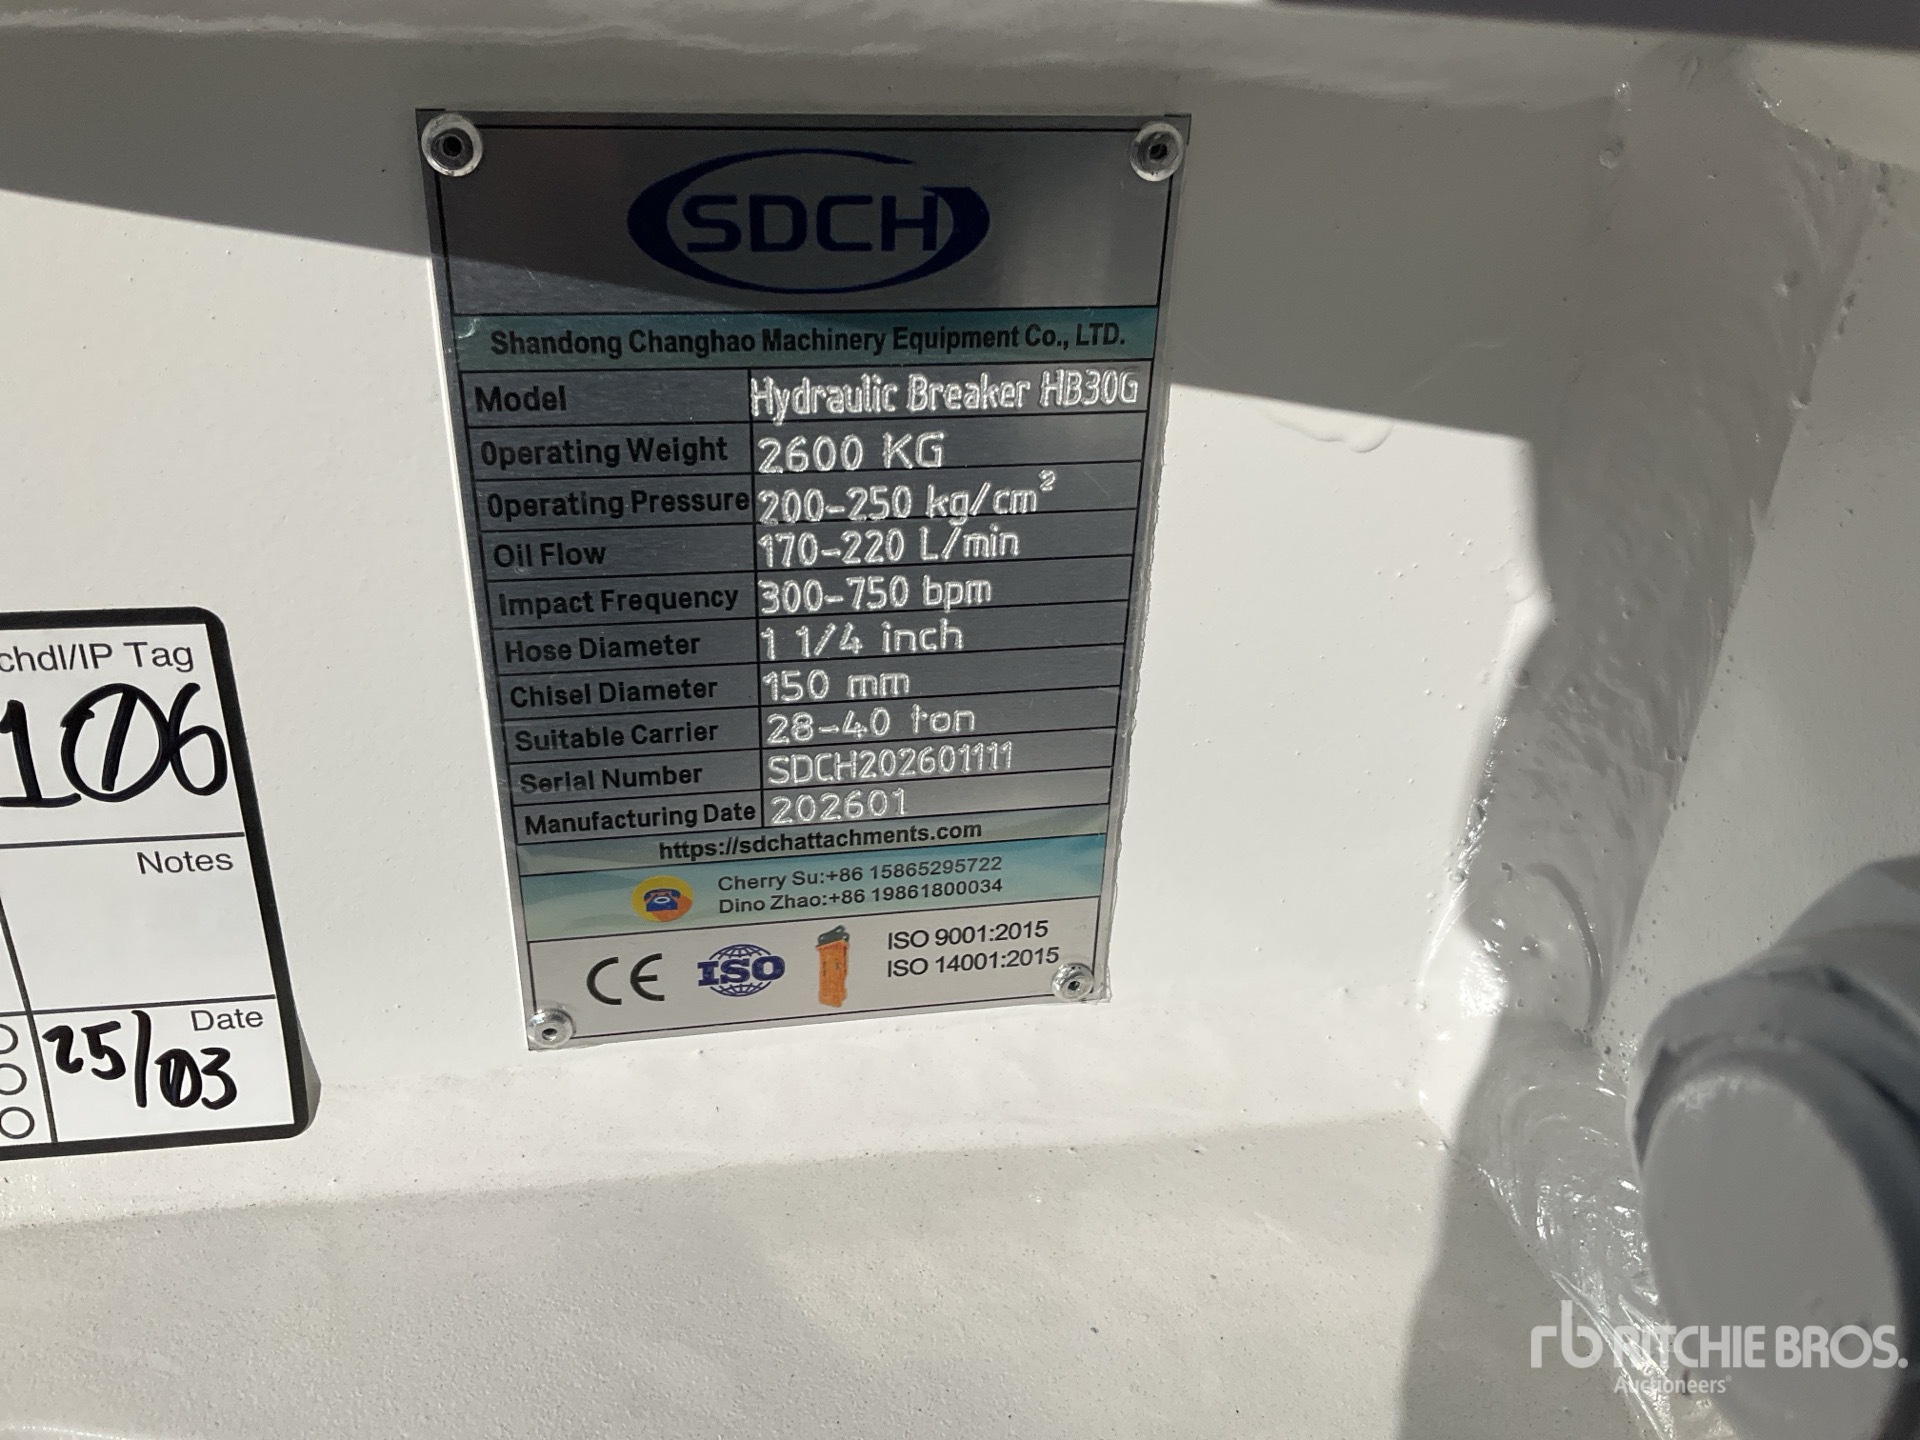 SDCH
Shandong Changhao Machinery Equipment Co., LTD.
Model Hydraulic Breaker HB30G
Operating Weight 2600 KG
Operating Pressure 200-250 kg/cm²
Oil Flow 170-220 L/min
Impact Frequency 300-750 bpm
Hose Diameter 1 1/4 inch
Chisel Diameter 150 mm
Suitable Carrier 28-40 ton
Serial Number SDCH202601111
Manufacturing Date 202601
https://sdchattachments.com
Cherry Su:+86 15865295722
Dino Zhao:+86 19861800034
CE ISO
ISO 9001:2015
ISO 14001:2015
chdl/IP Tag
106
Notes
Date
25/03
rb RITCHIE BROS.
Auctioneers